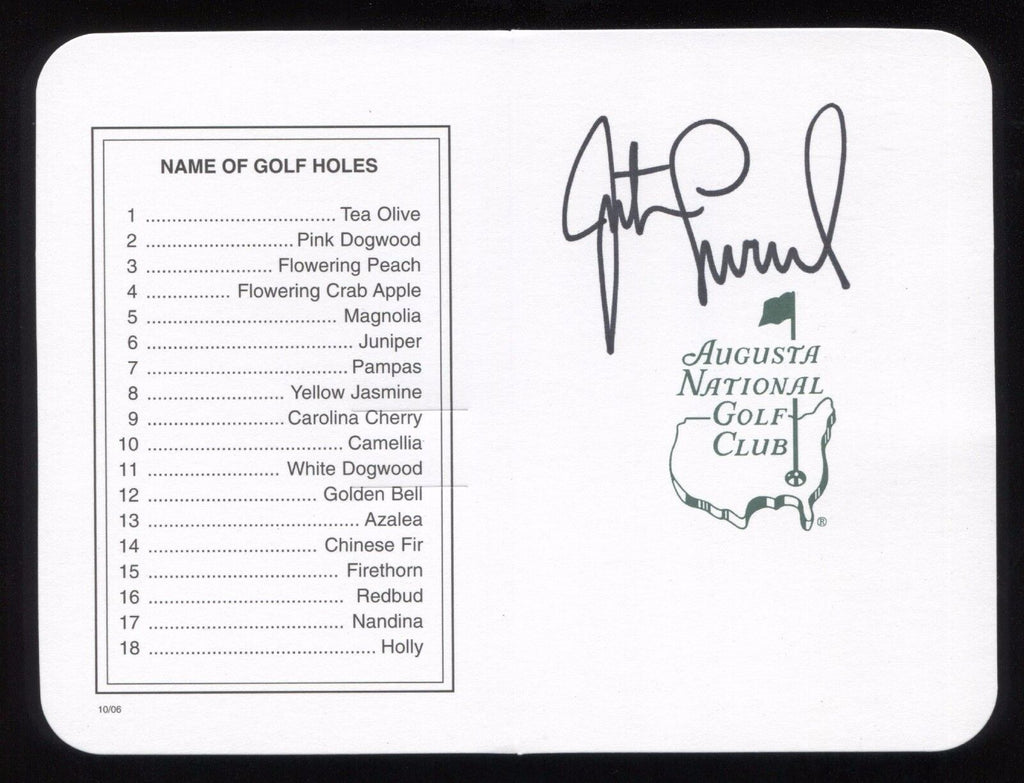 NAME OF GOLF HOLES
1 .................................... Tea Olive
2 ............................ Pink Dogwood
3 ........................ Flowering Peach
4 ................ Flowering Crab Apple
5 .................................... Magnolia
6 ....................................... Juniper
7 ...................................... Pampas
8 .......................... Yellow Jasmine
9 .......................... Carolina Cherry
10 ..................................... Camellia
11 ......................... White Dogwood
12 ................................ Golden Bell
13 ........................................ Azalea
14 ................................ Chinese Fir
15 .................................... Firethorn
16 ..................................... Redbud
17 ..................................... Nandina
18 ........................................... Holly
10/06
AUGUSTA
NATIONAL
GOLF
CLUB
®